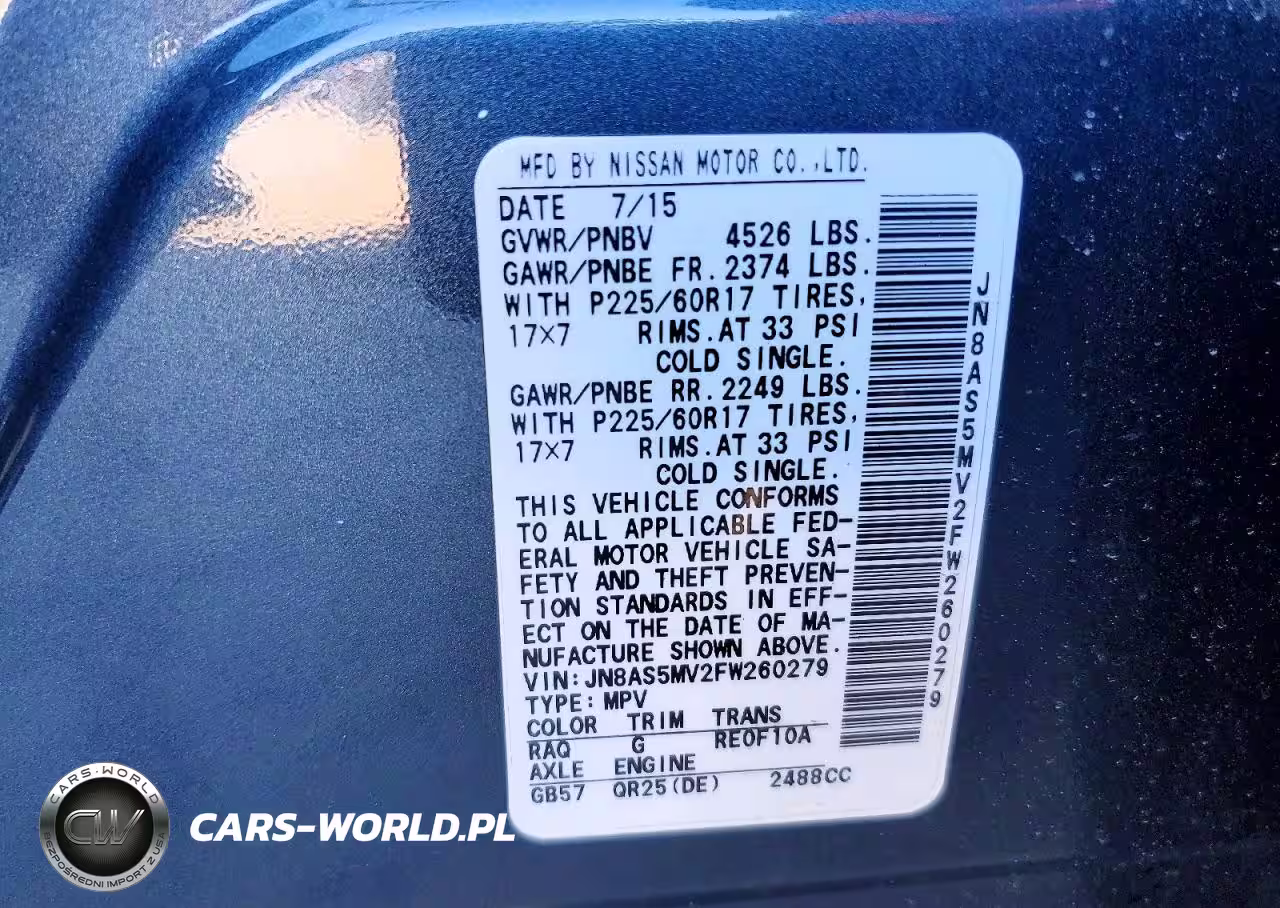 MFD BY NISSAN MOTOR CO.,LTD.
DATE 7/15
GVWR/PNBV 4526 LBS.
GAWR/PNBE FR. 2374 LBS.
WITH P225/60R17 TIRES,
17×7 RIMS. AT 33 PSI
COLD SINGLE.
GAWR/PNBE RR. 2249 LBS.
WITH P225/60R17 TIRES,
17×7 RIMS. AT 33 PSI
COLD SINGLE.
THIS VEHICLE CONFORMS
TO ALL APPLICABLE FED-
ERAL MOTOR VEHICLE SA-
FETY AND THEFT PREVEN-
TION STANDARDS IN EFF-
ECT ON THE DATE OF MA-
NUFACTURE SHOWN ABOVE.
VIN: JN8AS5MV2FW260279
TYPE: MPV
COLOR TRIM TRANS
RAQ G RE0F10A
AXLE ENGINE
GB57 QR25(DE) 2488CC
JN8AS5MV2FW260279
CARS-WORLD
CW
BEZPOŚREDNI IMPORT Z USA
CARS-WORLD.PL